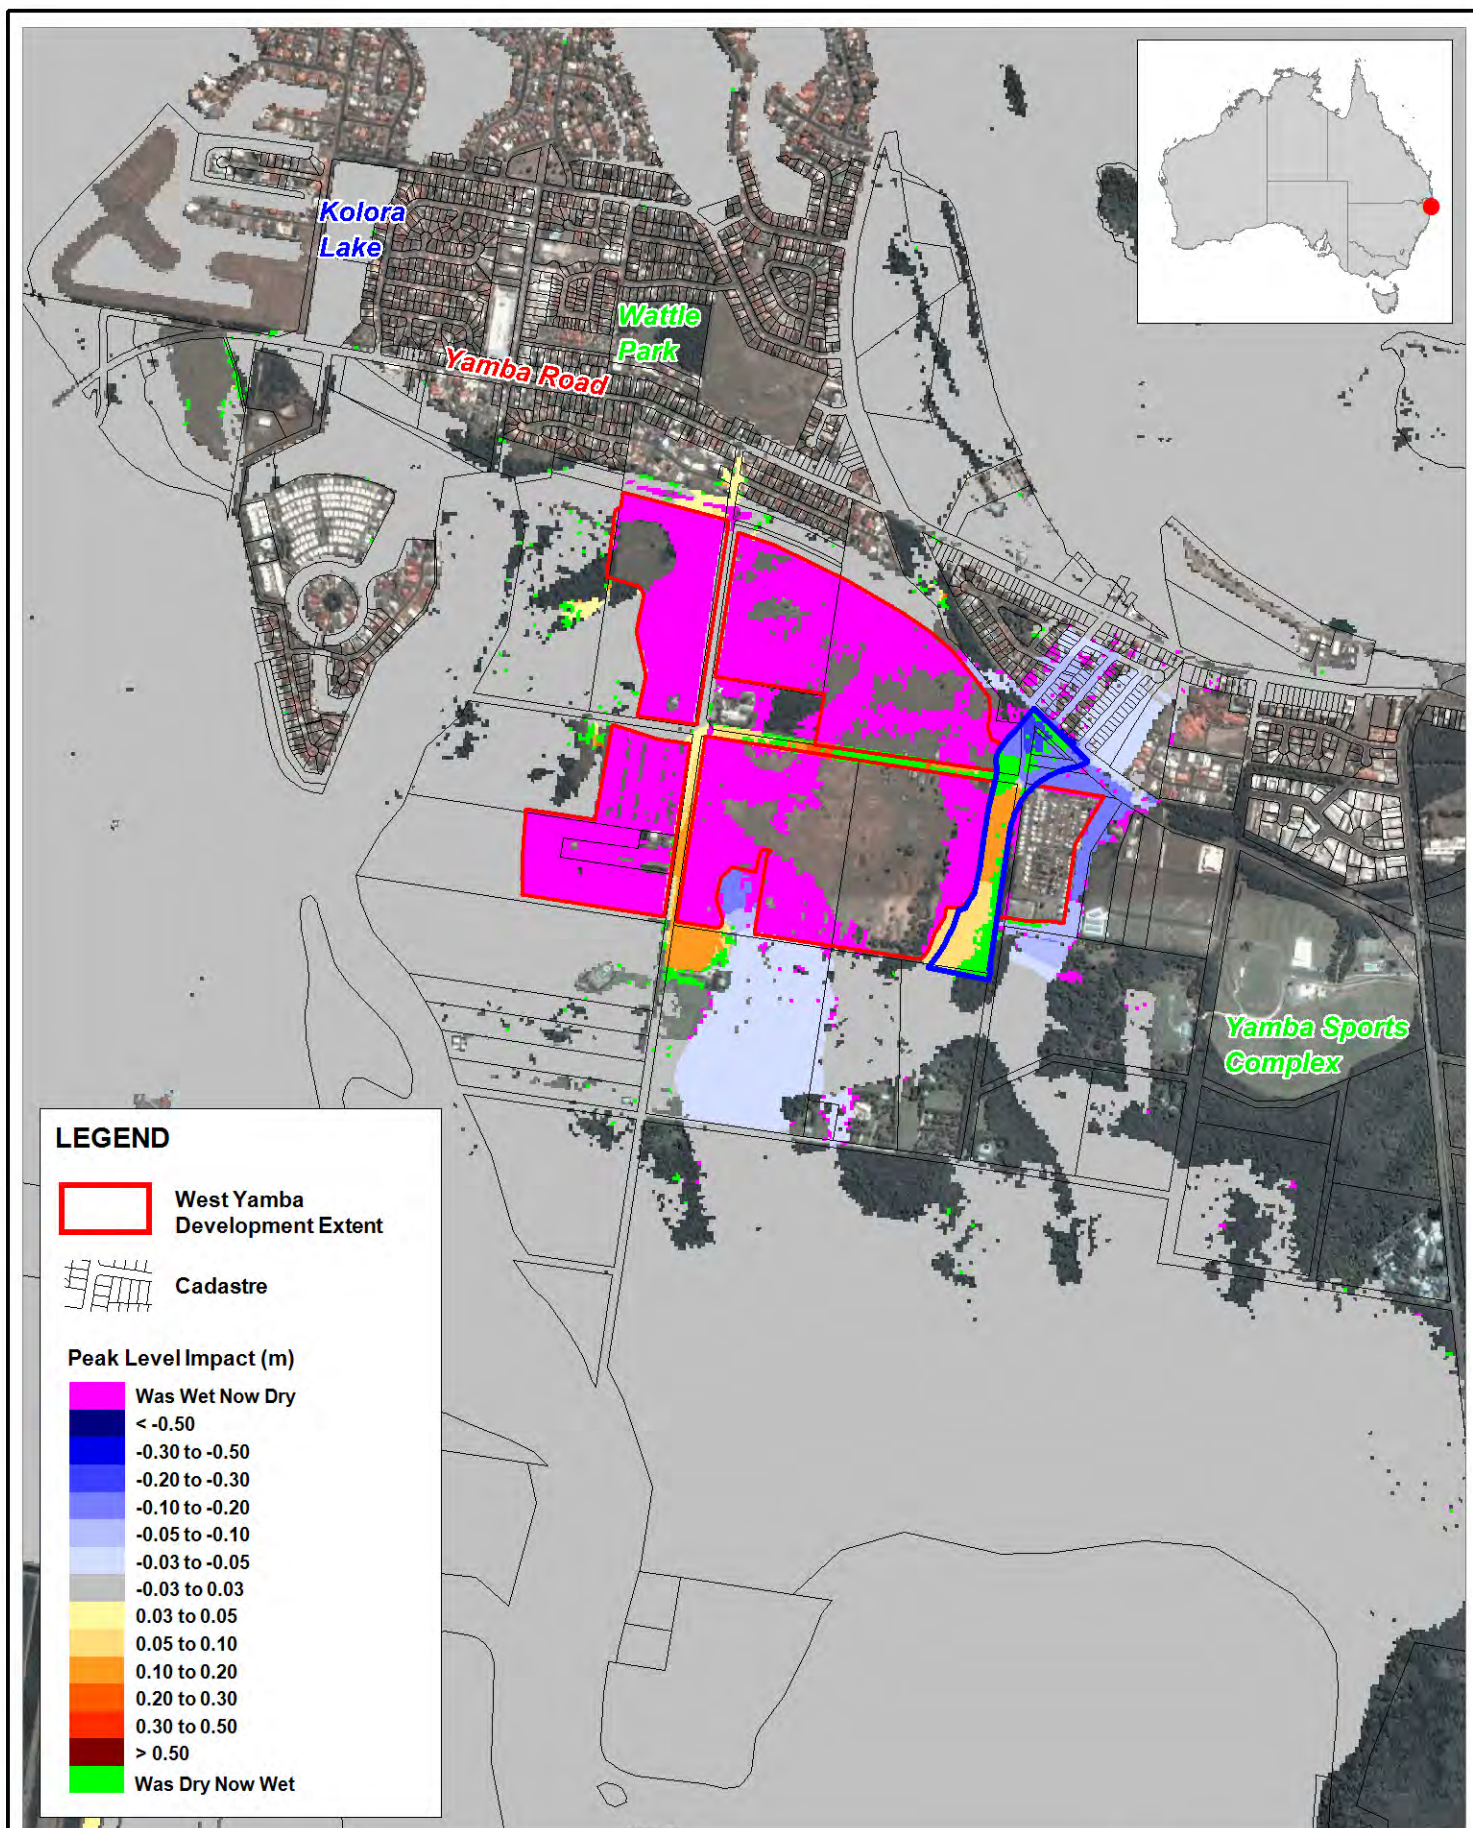 Kolora
Lake
Wattle
Park
Yamba Road
Yamba Sports
Complex
LEGEND
West Yamba
Development Extent
Cadastre
Peak Level Impact (m)
Was Wet Now Dry
< -0.50
-0.30 to -0.50
-0.20 to -0.30
-0.10 to -0.20
-0.05 to -0.10
-0.03 to -0.05
-0.03 to 0.03
0.03 to 0.05
0.05 to 0.10
0.10 to 0.20
0.20 to 0.30
0.30 to 0.50
> 0.50
Was Dry Now Wet